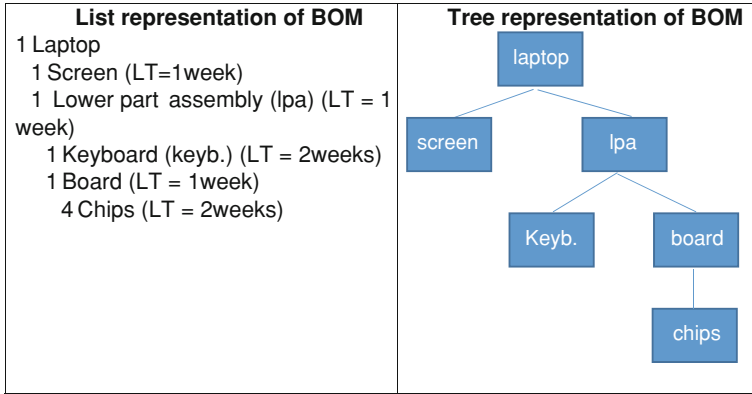 List representation of BOM
1 Laptop
1 Screen (LT=1week)
1 Lower part assembly (lpa) (LT = 1
week)
1 Keyboard (keyb.) (LT = 2weeks)
1 Board (LT = 1week)
4 Chips (LT = 2weeks)
Tree representation of BOM
laptop
screen
lpa
Keyb.
board
chips